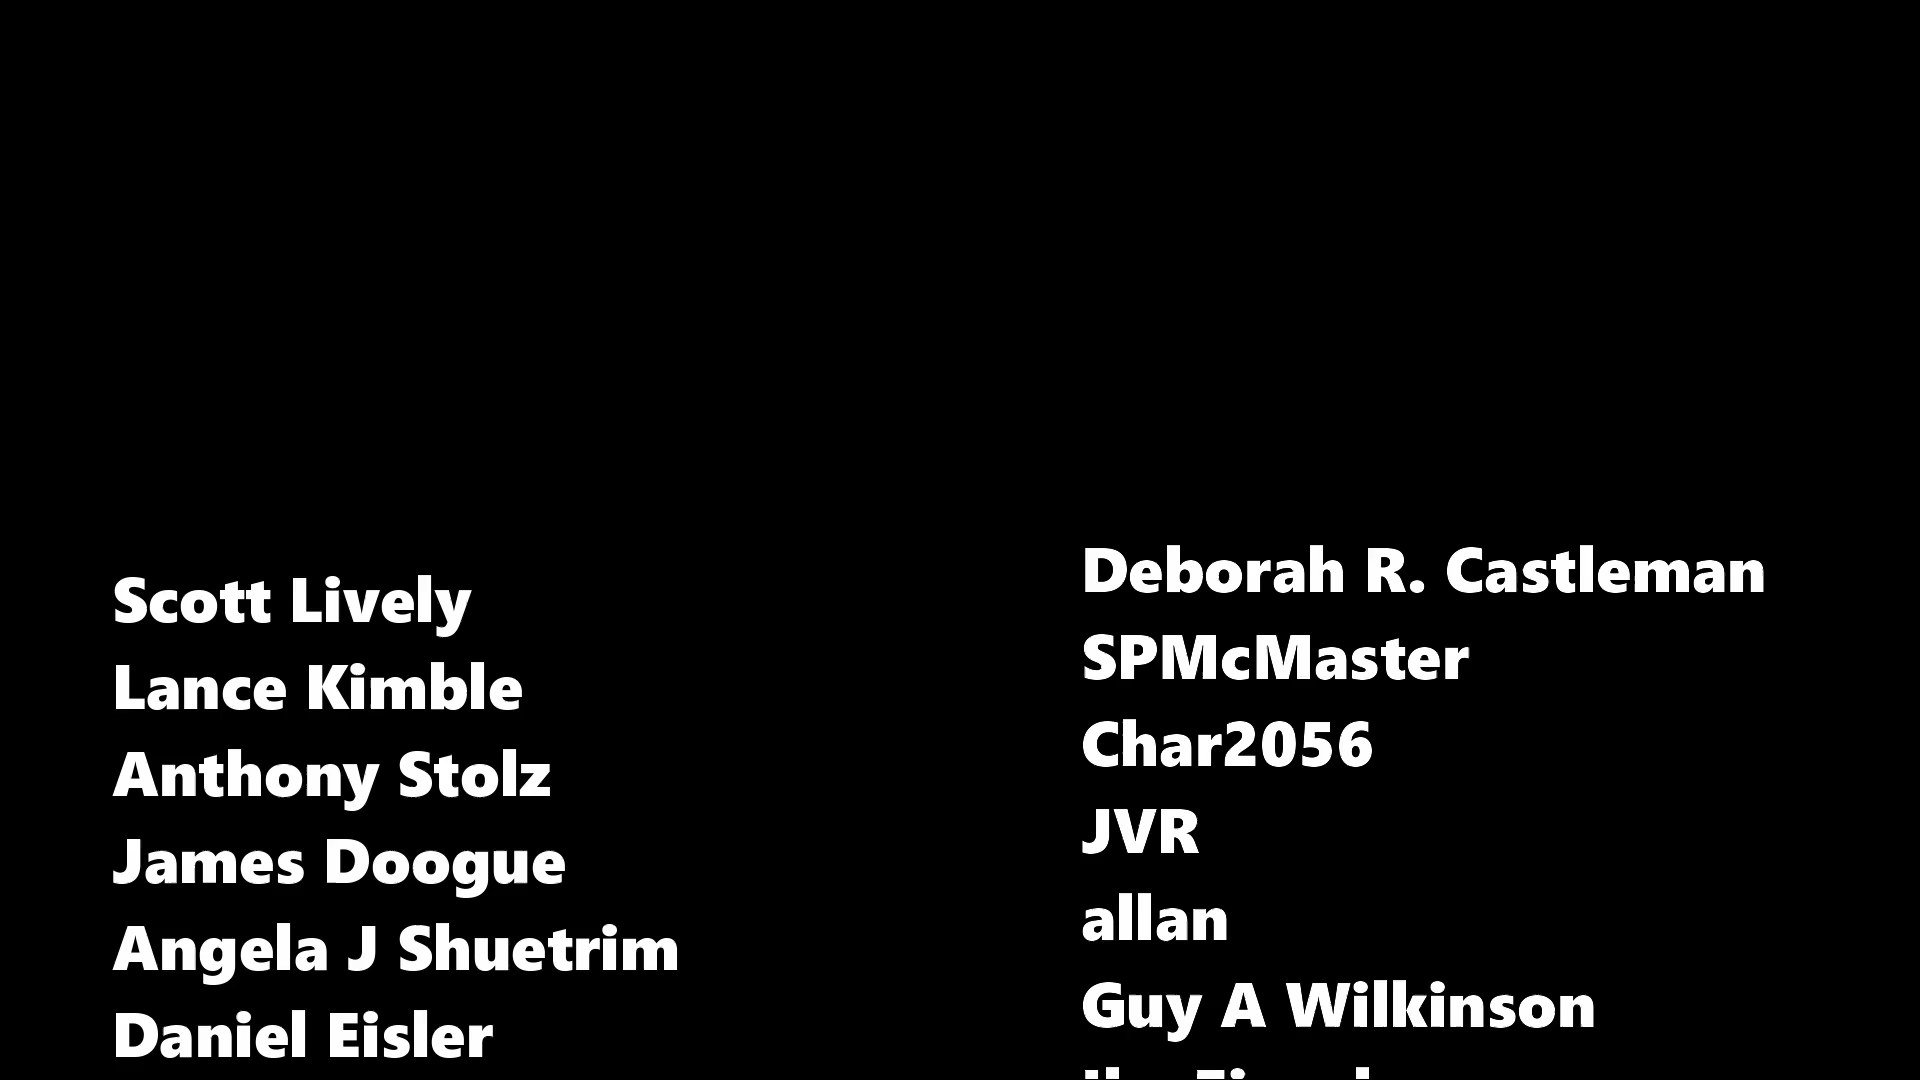 Scott Lively
Lance Kimble
Anthony Stolz
James Doogue
Angela J Shuetrim
Daniel Eisler
Deborah R. Castleman
SPMcMaster
Char2056
JVR
allan
Guy A Wilkinson